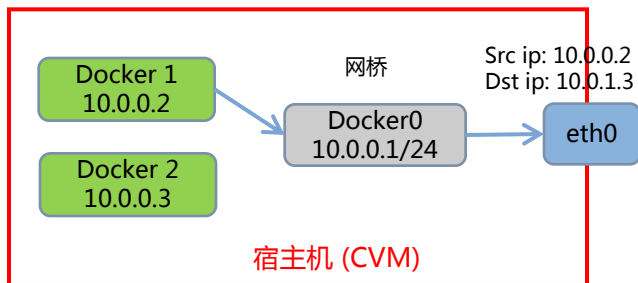 Docker 1
10.0.0.2
Docker 2
10.0.0.3
网桥
Docker0
10.0.0.1/24
Src ip: 10.0.0.2
Dst ip: 10.0.1.3
eth0
宿主机 (CVM)